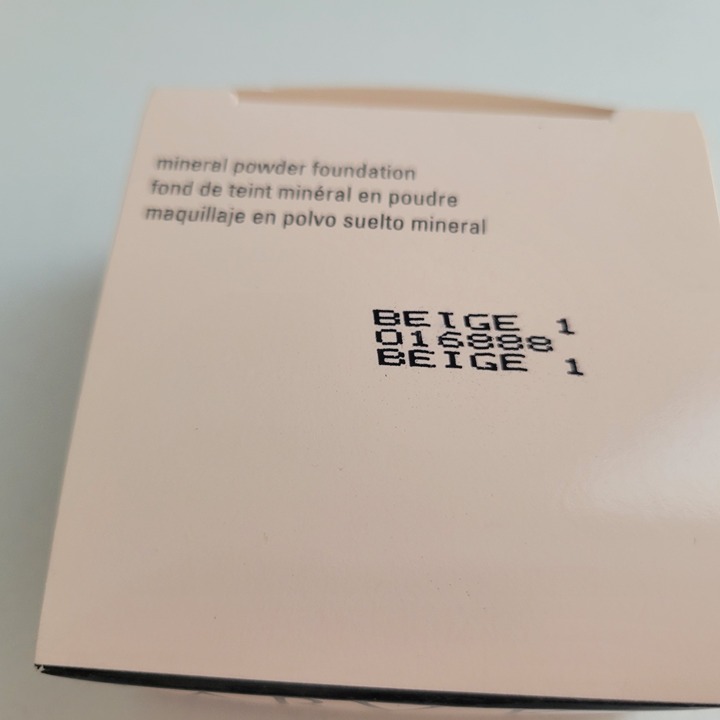 mineral powder foundation
fond de teint minéral en poudre
maquillaje en polvo suelto mineral
BEIGE 1
016888
BEIGE 1